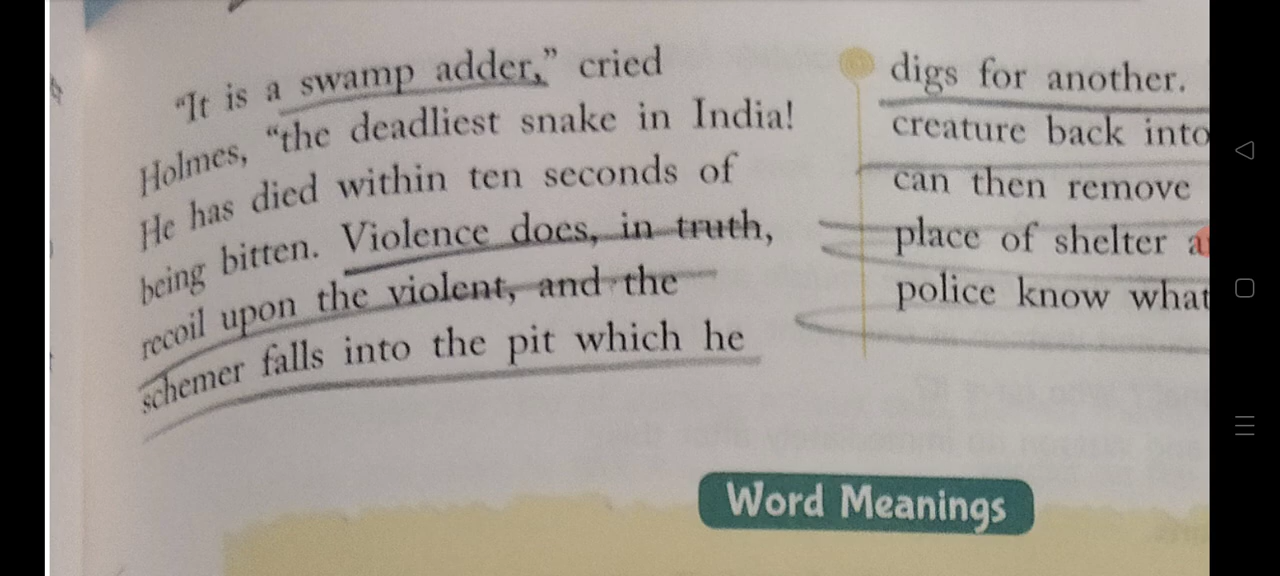 "It is a swamp adder," cried
Holmes, "the deadliest snake in India!
He has died within ten seconds of
being bitten. Violence does, in truth,
recoil upon the violent, and the
schemer falls into the pit which he
digs for another.
creature back into
can then remove
place of shelter
police know what
Word Meanings